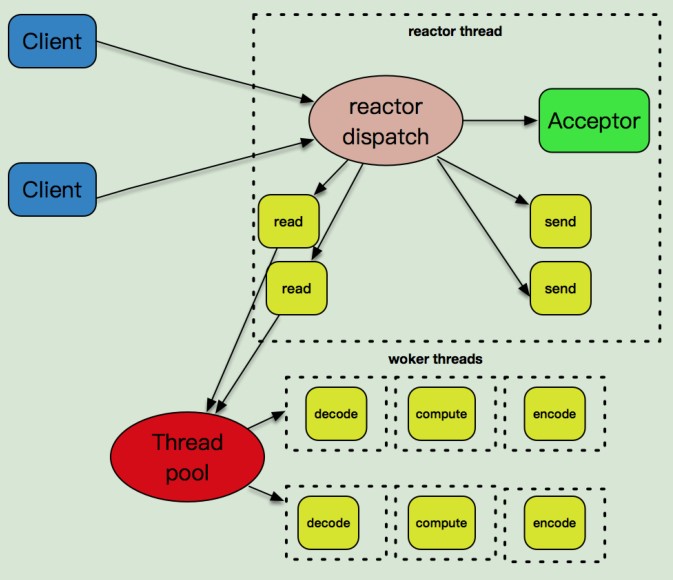 Client
reactor thread
reactor
dispatch
Acceptor
Client
read
send
read
send
woker threads
Thread
pool
decode
compute
encode
decode
compute
encode